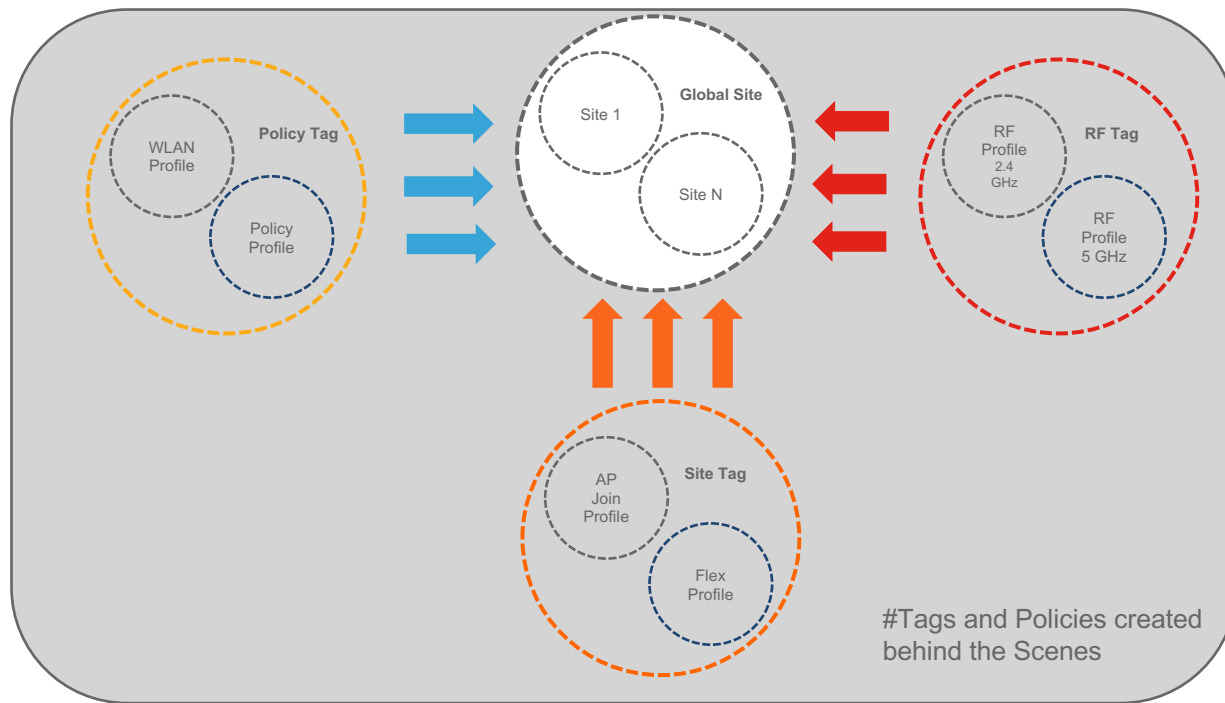 Policy Tag
WLAN
Profile
Policy
Profile
Global Site
Site 1
Site N
RF Tag
RF
Profile
2.4
GHz
RF
Profile
5 GHz
Site Tag
AP
Join
Profile
Flex
Profile
#Tags and Policies created
behind the Scenes